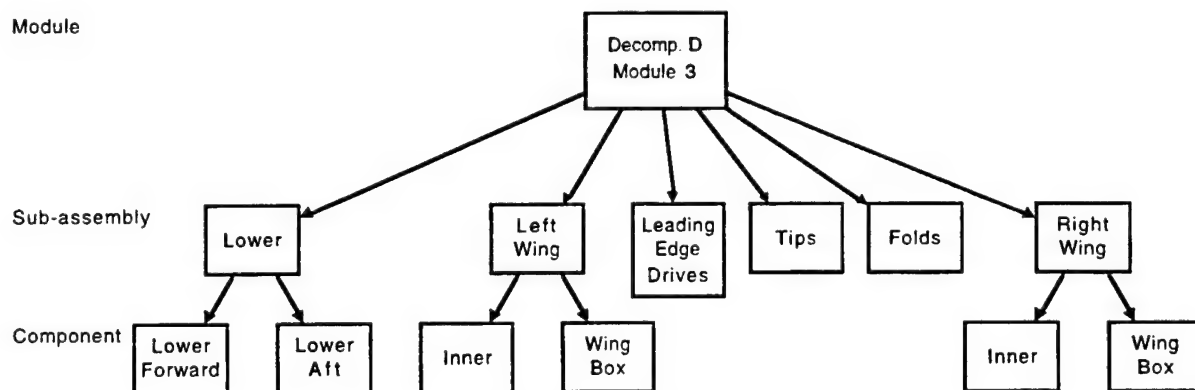 Module
Decomp. D
Module 3
Sub-assembly
Lower
Left
Wing
Leading
Edge
Drives
Tips
Folds
Right
Wing
Component
Lower
Forward
Lower
Aft
Inner
Wing
Box
Inner
Wing
Box